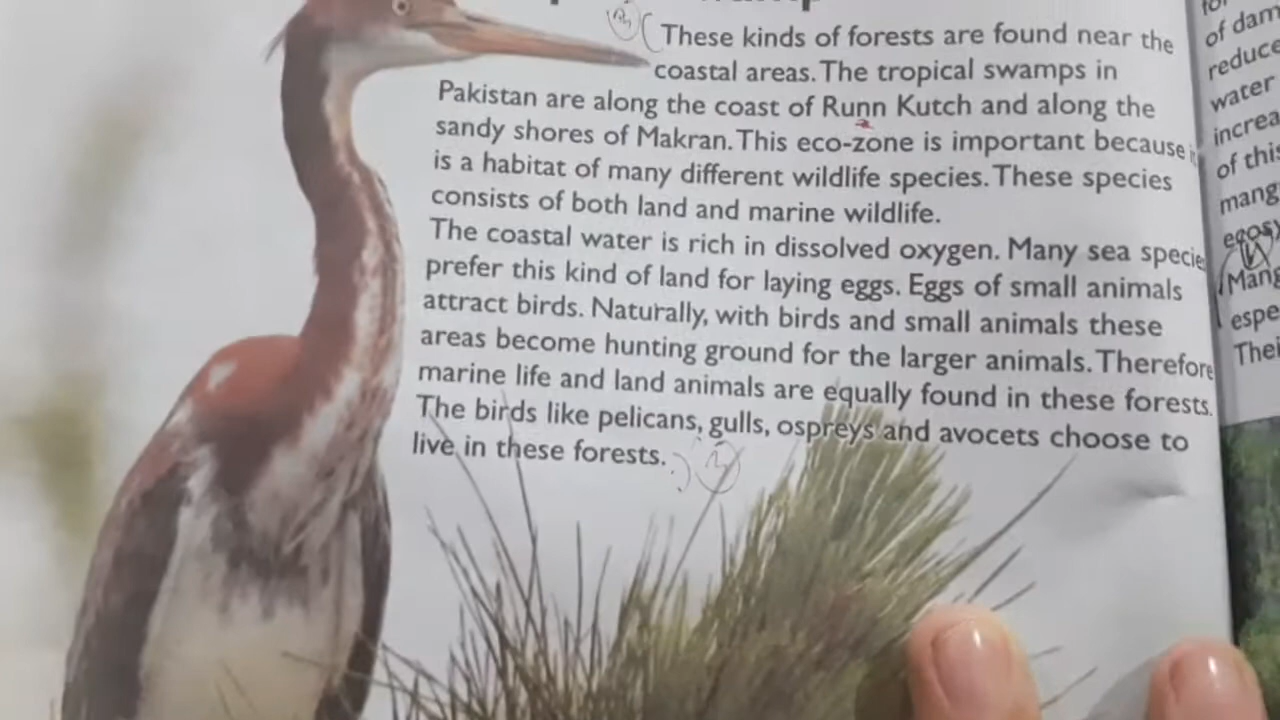 These kinds of forests are found near the
coastal areas. The tropical swamps in
Pakistan are along the coast of Runn Kutch and along the
sandy shores of Makran. This eco-zone is important because
is a habitat of many different wildlife species. These species
consists of both land and marine wildlife.
The coastal water is rich in dissolved oxygen. Many sea specie
prefer this kind of land for laying eggs. Eggs of small animals
attract birds. Naturally, with birds and small animals these
areas become hunting ground for the larger animals. Therefore
marine life and land animals are equally found in these forests.
The birds like pelicans, gulls, ospreys and avocets choose to
live in these forests.
of dam
reduce
water
increa
of this
mang
Mang
espe
Thei